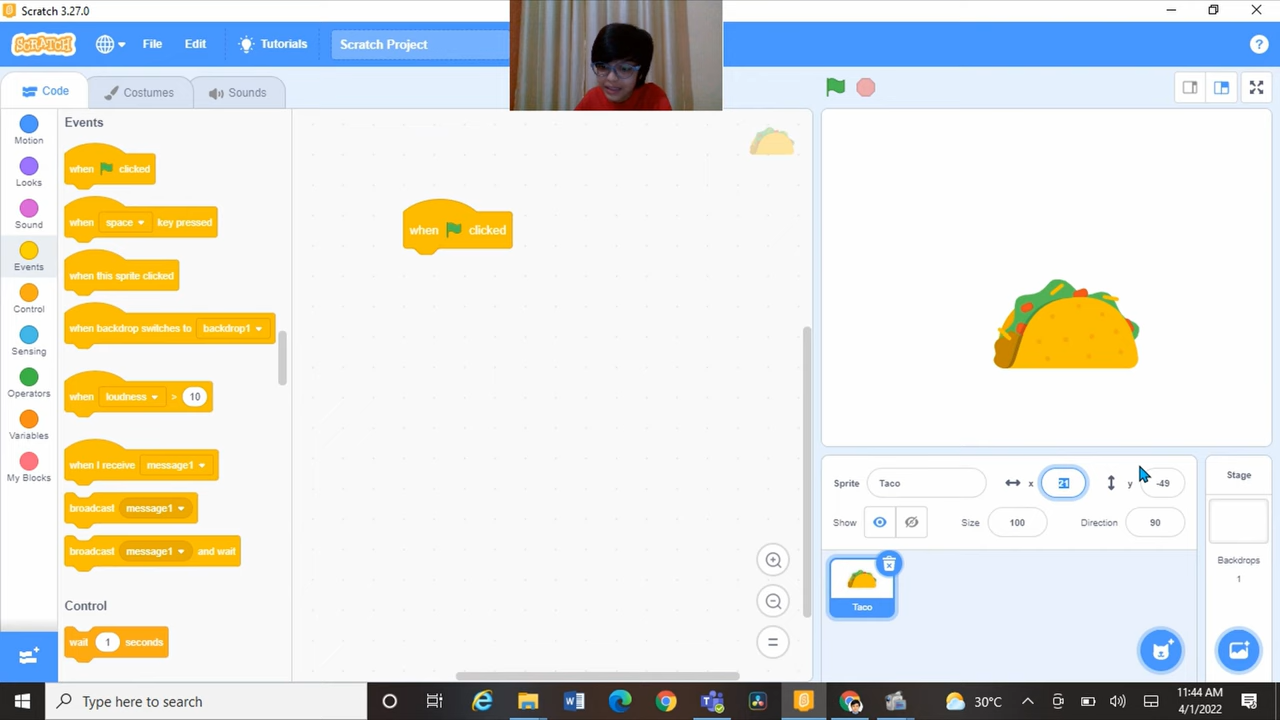 Scratch 3.27.0
SCRATCH File Edit Tutorials Scratch Project ?
Code Costumes Sounds
Motion
Looks
Sound
Events
Control
Sensing
Operators
Variables
My Blocks
Events
when clicked
when space key pressed
when this sprite clicked
when backdrop switches to backdrop1
when loudness > 10
when I receive message1
broadcast message1
broadcast message1 and wait
Control
wait 1 seconds
when clicked
Sprite Taco x 21 y -49
Show Size 100 Direction 90
Taco
Stage
Backdrops
1
Type here to search
30°C
11:44 AM
4/1/2022